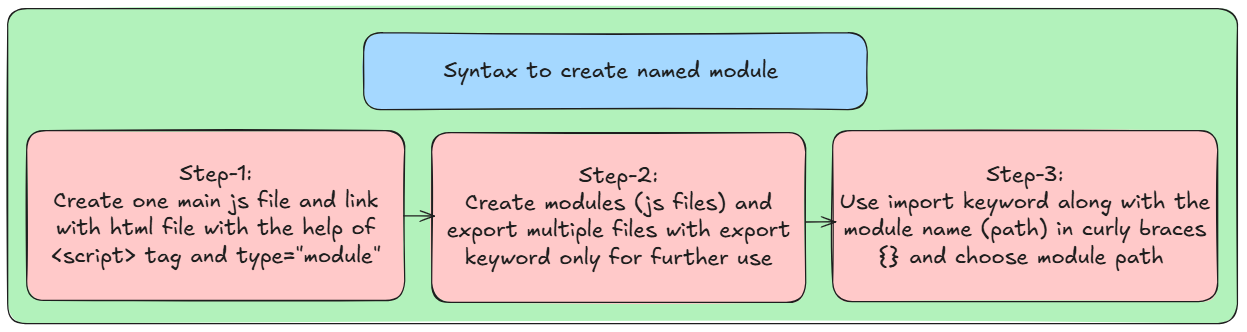 Syntax to create named module
Step-1:
Create one main js file and link
with html file with the help of
<script> tag and type="module"
Step-2:
Create modules (js files) and
export multiple files with export
keyword only for further use
Step-3:
Use import keyword along with the
module name (path) in curly braces
{} and choose module path